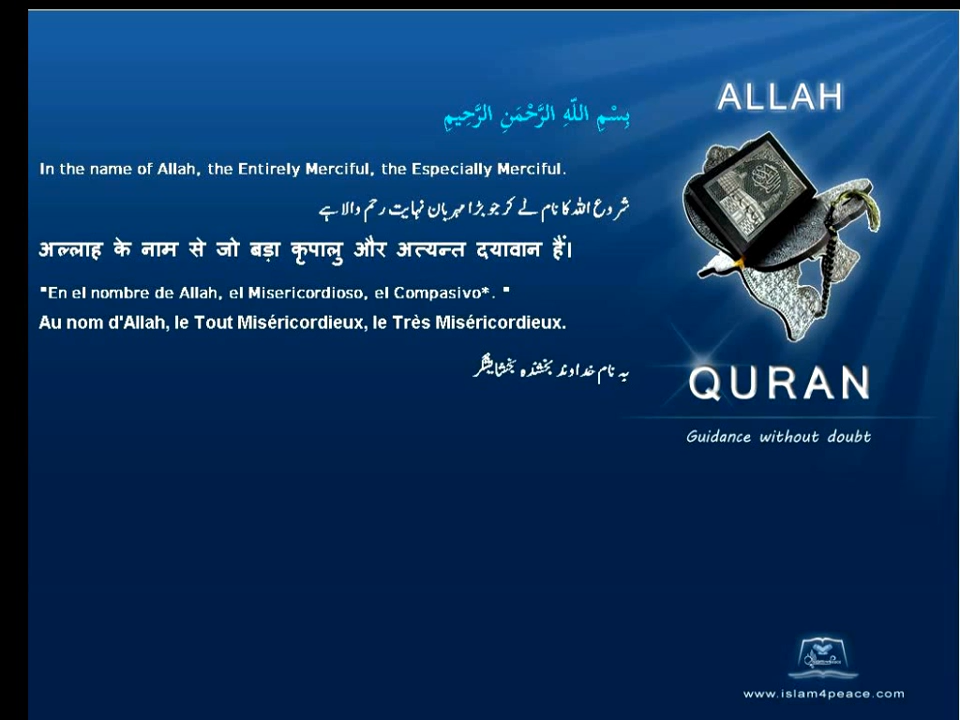 بِسْمِ اللّهِ الرَّحْمَنِ الرَّحِيمِ
In the name of Allah, the Entirely Merciful, the Especially Merciful.
شروع اللہ کا نام لے کر جو بڑا مہربان نہایت رحم والا ہے
अल्लाह के नाम से जो बड़ा कृपालु और अत्यन्त दयावान हैं।
"En el nombre de Allah, el Misericordioso, el Compasivo*. "
Au nom d'Allah, le Tout Miséricordieux, le Très Miséricordieux.
به نام خداوند بخشنده بخشایشگر
ALLAH
QURAN
Guidance without doubt
www.islam4peace.com